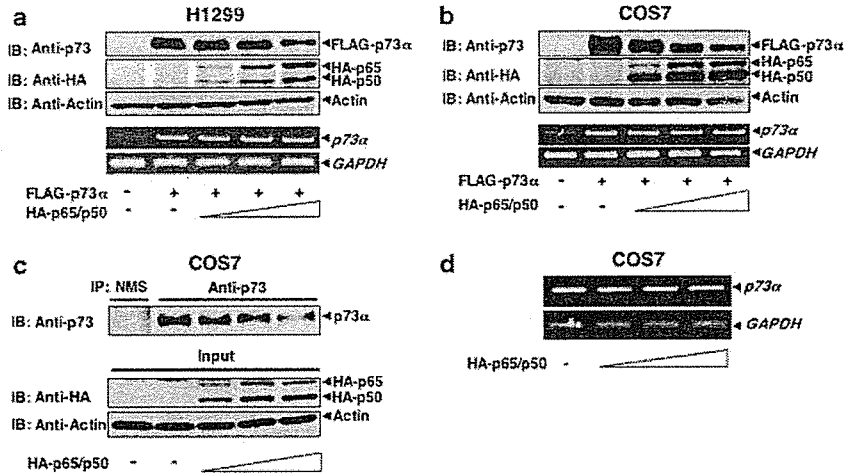 a
H1299
IB: Anti-p73
FLAG-p73α
IB: Anti-HA
HA-p65
HA-p50
IB: Anti-Actin
Actin
p73α
GAPDH
FLAG-p73α - + + + +
HA-p65/p50 - -
b
COS7
IB: Anti-p73
FLAG-p73α
IB: Anti-HA
HA-p65
HA-p50
IB: Anti-Actin
Actin
p73α
GAPDH
FLAG-p73α - + + + +
HA-p65/p50 - -
c
COS7
IP: NMS Anti-p73
IB: Anti-p73
p73α
Input
IB: Anti-HA
HA-p65
HA-p50
IB: Anti-Actin
Actin
HA-p65/p50 - -
d
COS7
p73α
GAPDH
HA-p65/p50 -